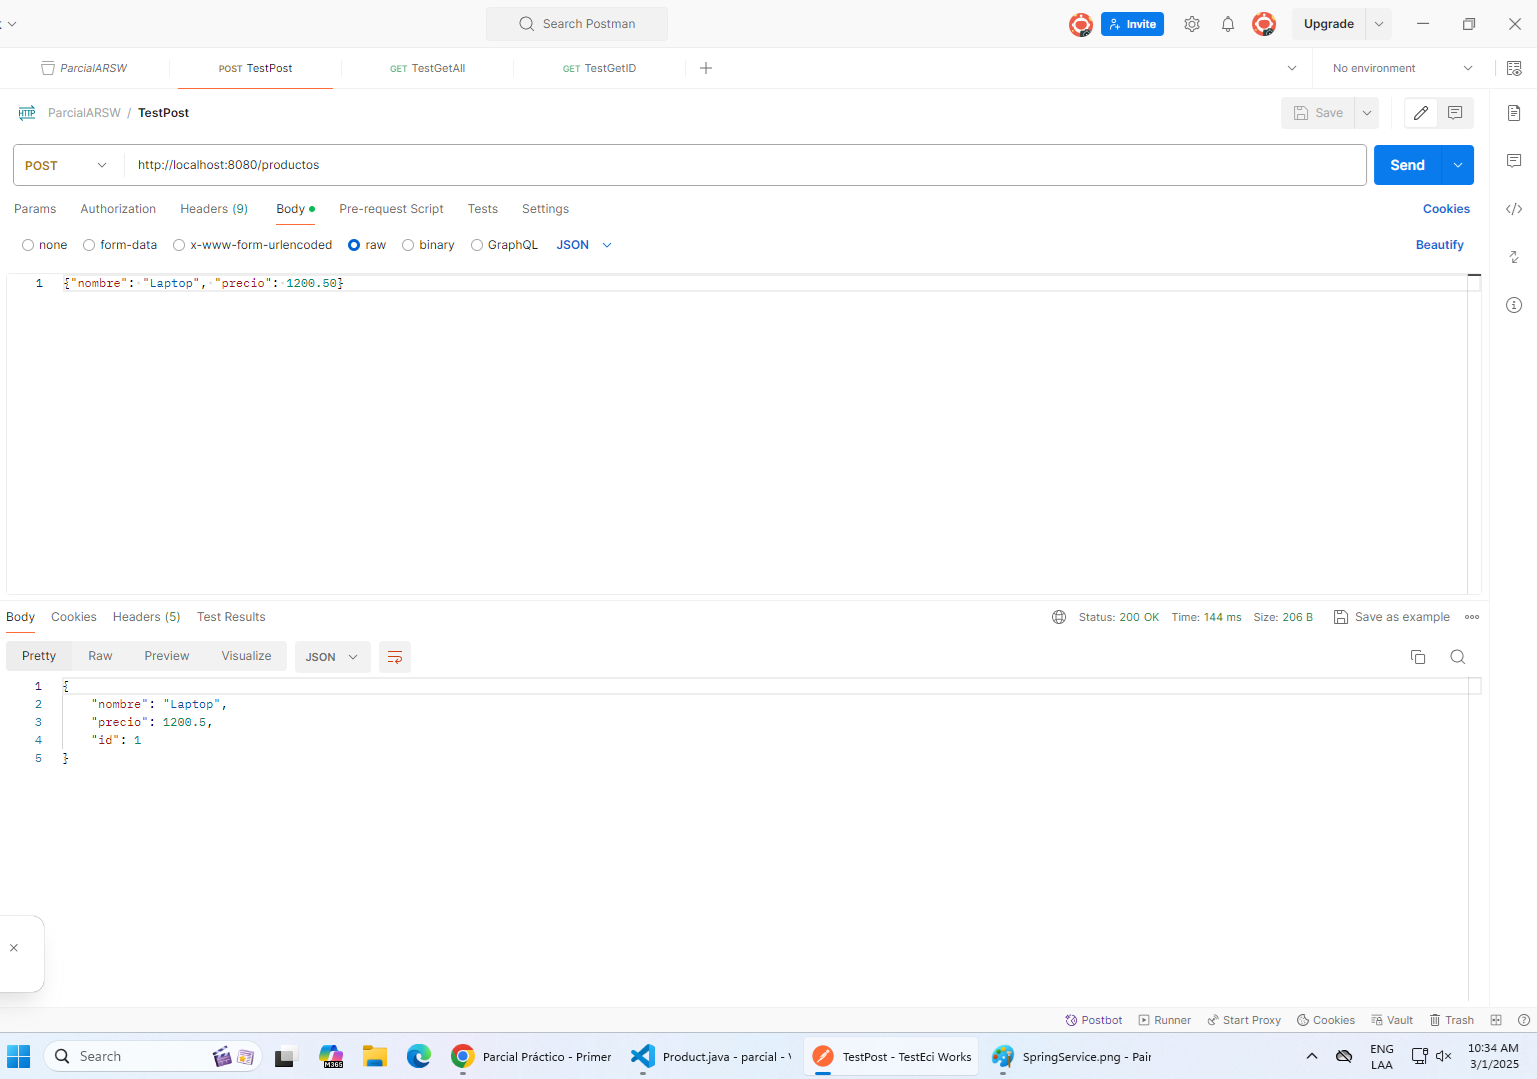 Search Postman
Invite
Upgrade
ParcialARSW
POST TestPost
GET TestGetAll
GET TestGetID
No environment
HTTP
ParcialARSW / TestPost
Save
POST
http://localhost:8080/productos
Send
Params
Authorization
Headers (9)
Body
Pre-request Script
Tests
Settings
Cookies
none
form-data
x-www-form-urlencoded
raw
binary
GraphQL
JSON
Beautify
1 {"nombre": "Laptop", "precio": 1200.50}
Body
Cookies
Headers (5)
Test Results
Status: 200 OK
Time: 144 ms
Size: 206 B
Save as example
Pretty
Raw
Preview
Visualize
JSON
1 {
2 "nombre": "Laptop",
3 "precio": 1200.5,
4 "id": 1
5 }
Postbot
Runner
Start Proxy
Cookies
Vault
Trash
Search
M365
Parcial Práctico - Primer
Product.java - parcial -
TestPost - TestEci Works
SpringService.png - Pain
ENG
LAA
10:34 AM
3/1/2025